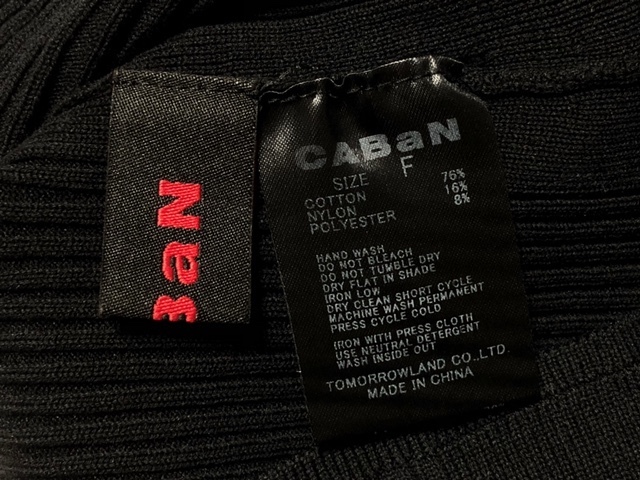 BaN
CABaN
SIZE F
COTTON 76%
NYLON 16%
POLYESTER 8%
HAND WASH
DO NOT BLEACH
DO NOT TUMBLE DRY
DRY FLAT IN SHADE
IRON LOW
DRY CLEAN SHORT CYCLE
MACHINE WASH PERMANENT
PRESS CYCLE COLD
IRON WITH PRESS CLOTH
USE NEUTRAL DETERGENT
WASH INSIDE OUT
TOMORROWLAND CO.,LTD.
MADE IN CHINA